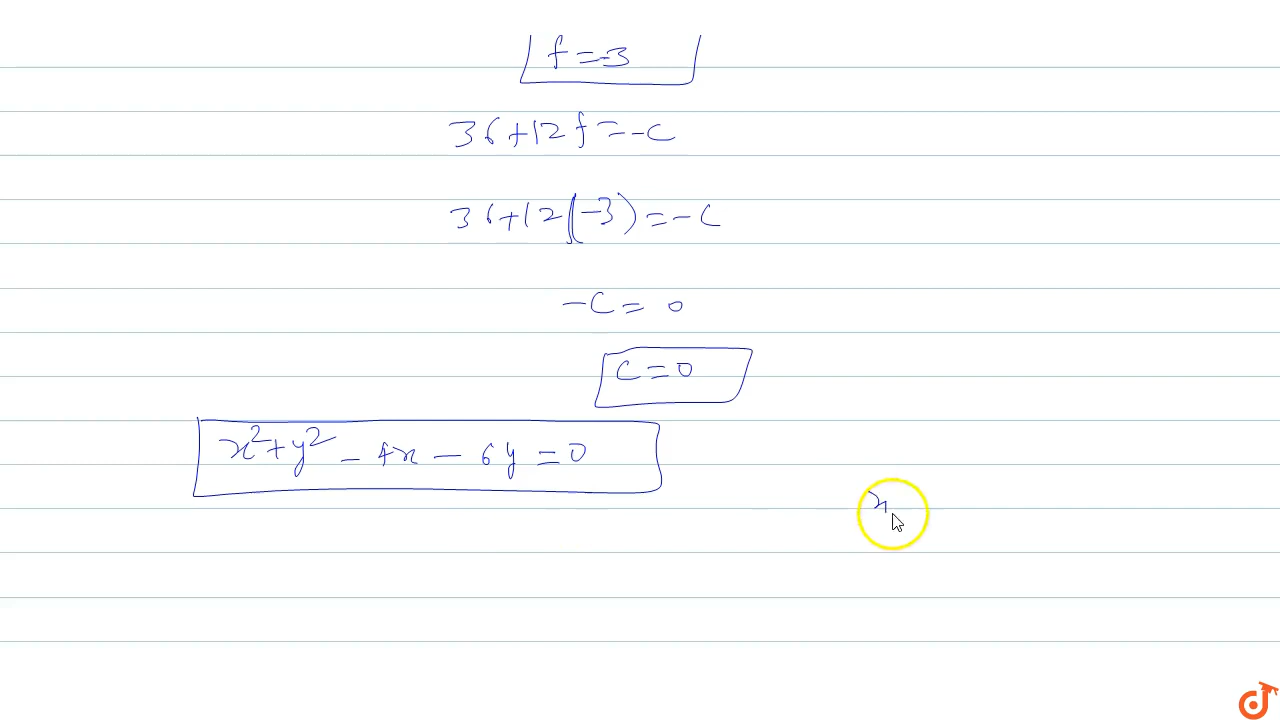 f = -3
36 + 12f = -c
36 + 12(-3) = -c
-c = 0
c = 0
x² + y² - 4x - 6y = 0
x